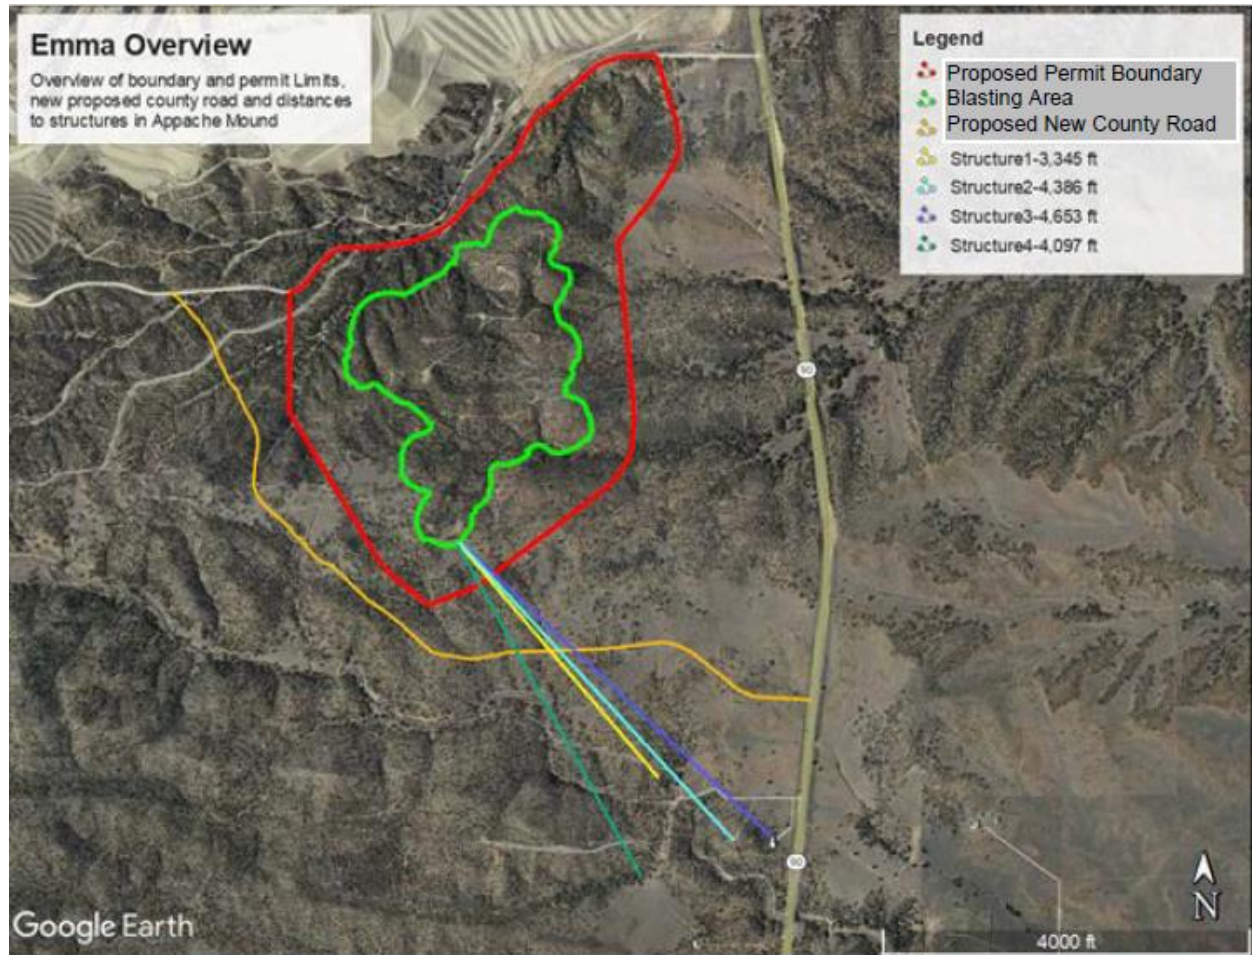 Emma Overview
Overview of boundary and permit Limits,
new proposed county road and distances
to structures in Appache Mound
Legend
Proposed Permit Boundary
Blasting Area
Proposed New County Road
Structure1-3,345 ft
Structure2-4,386 ft
Structure3-4,653 ft
Structure4-4,097 ft
90
90
N
Google Earth
4000 ft